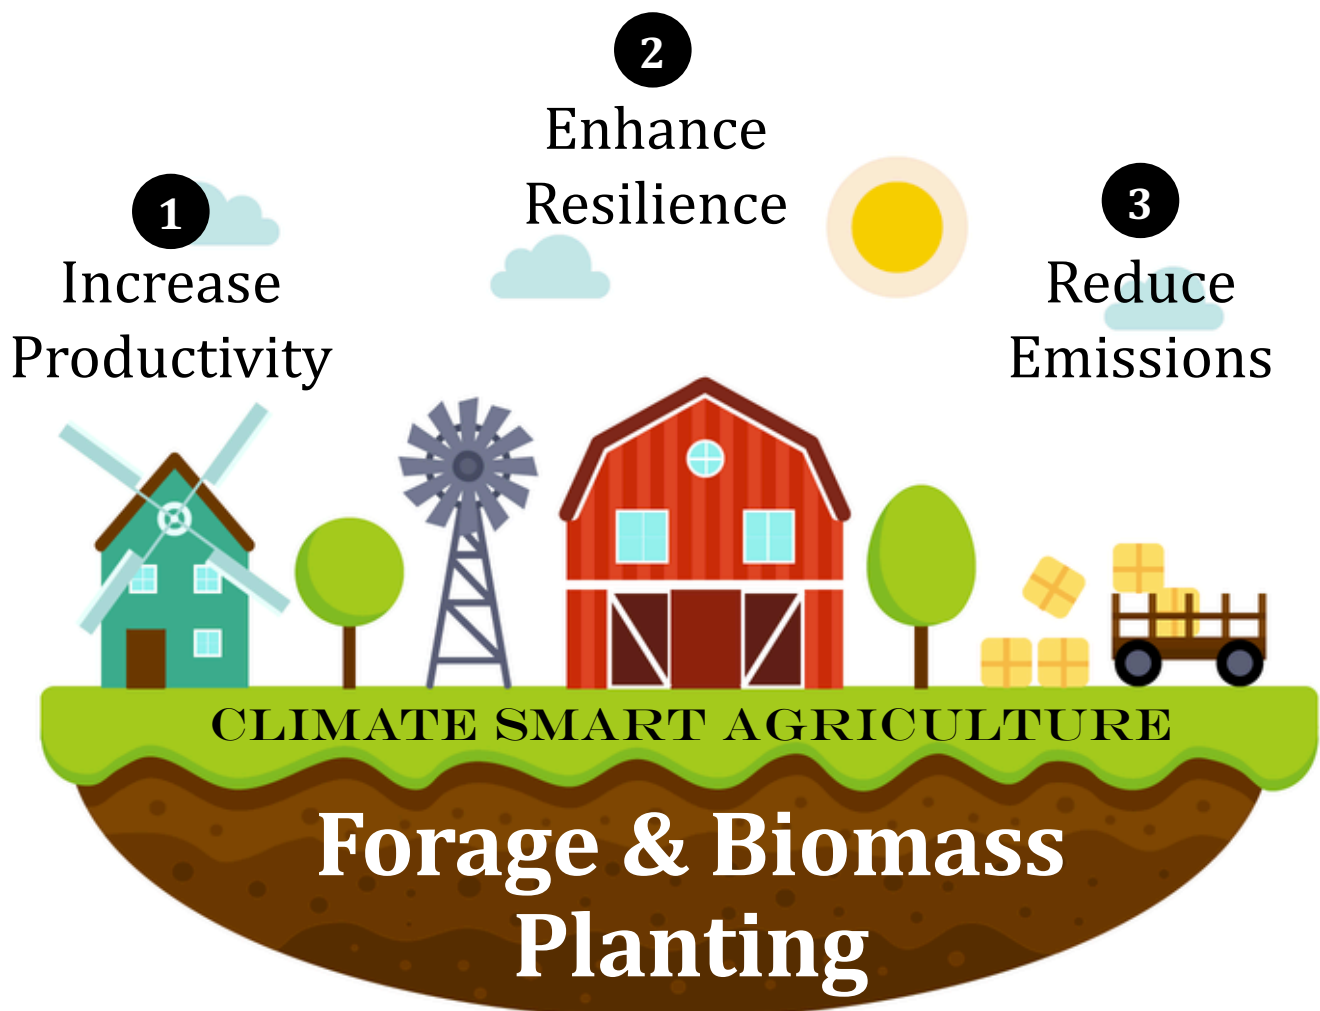 1
Increase
Productivity
2
Enhance
Resilience
3
Reduce
Emissions
CLIMATE SMART AGRICULTURE
Forage & Biomass
Planting